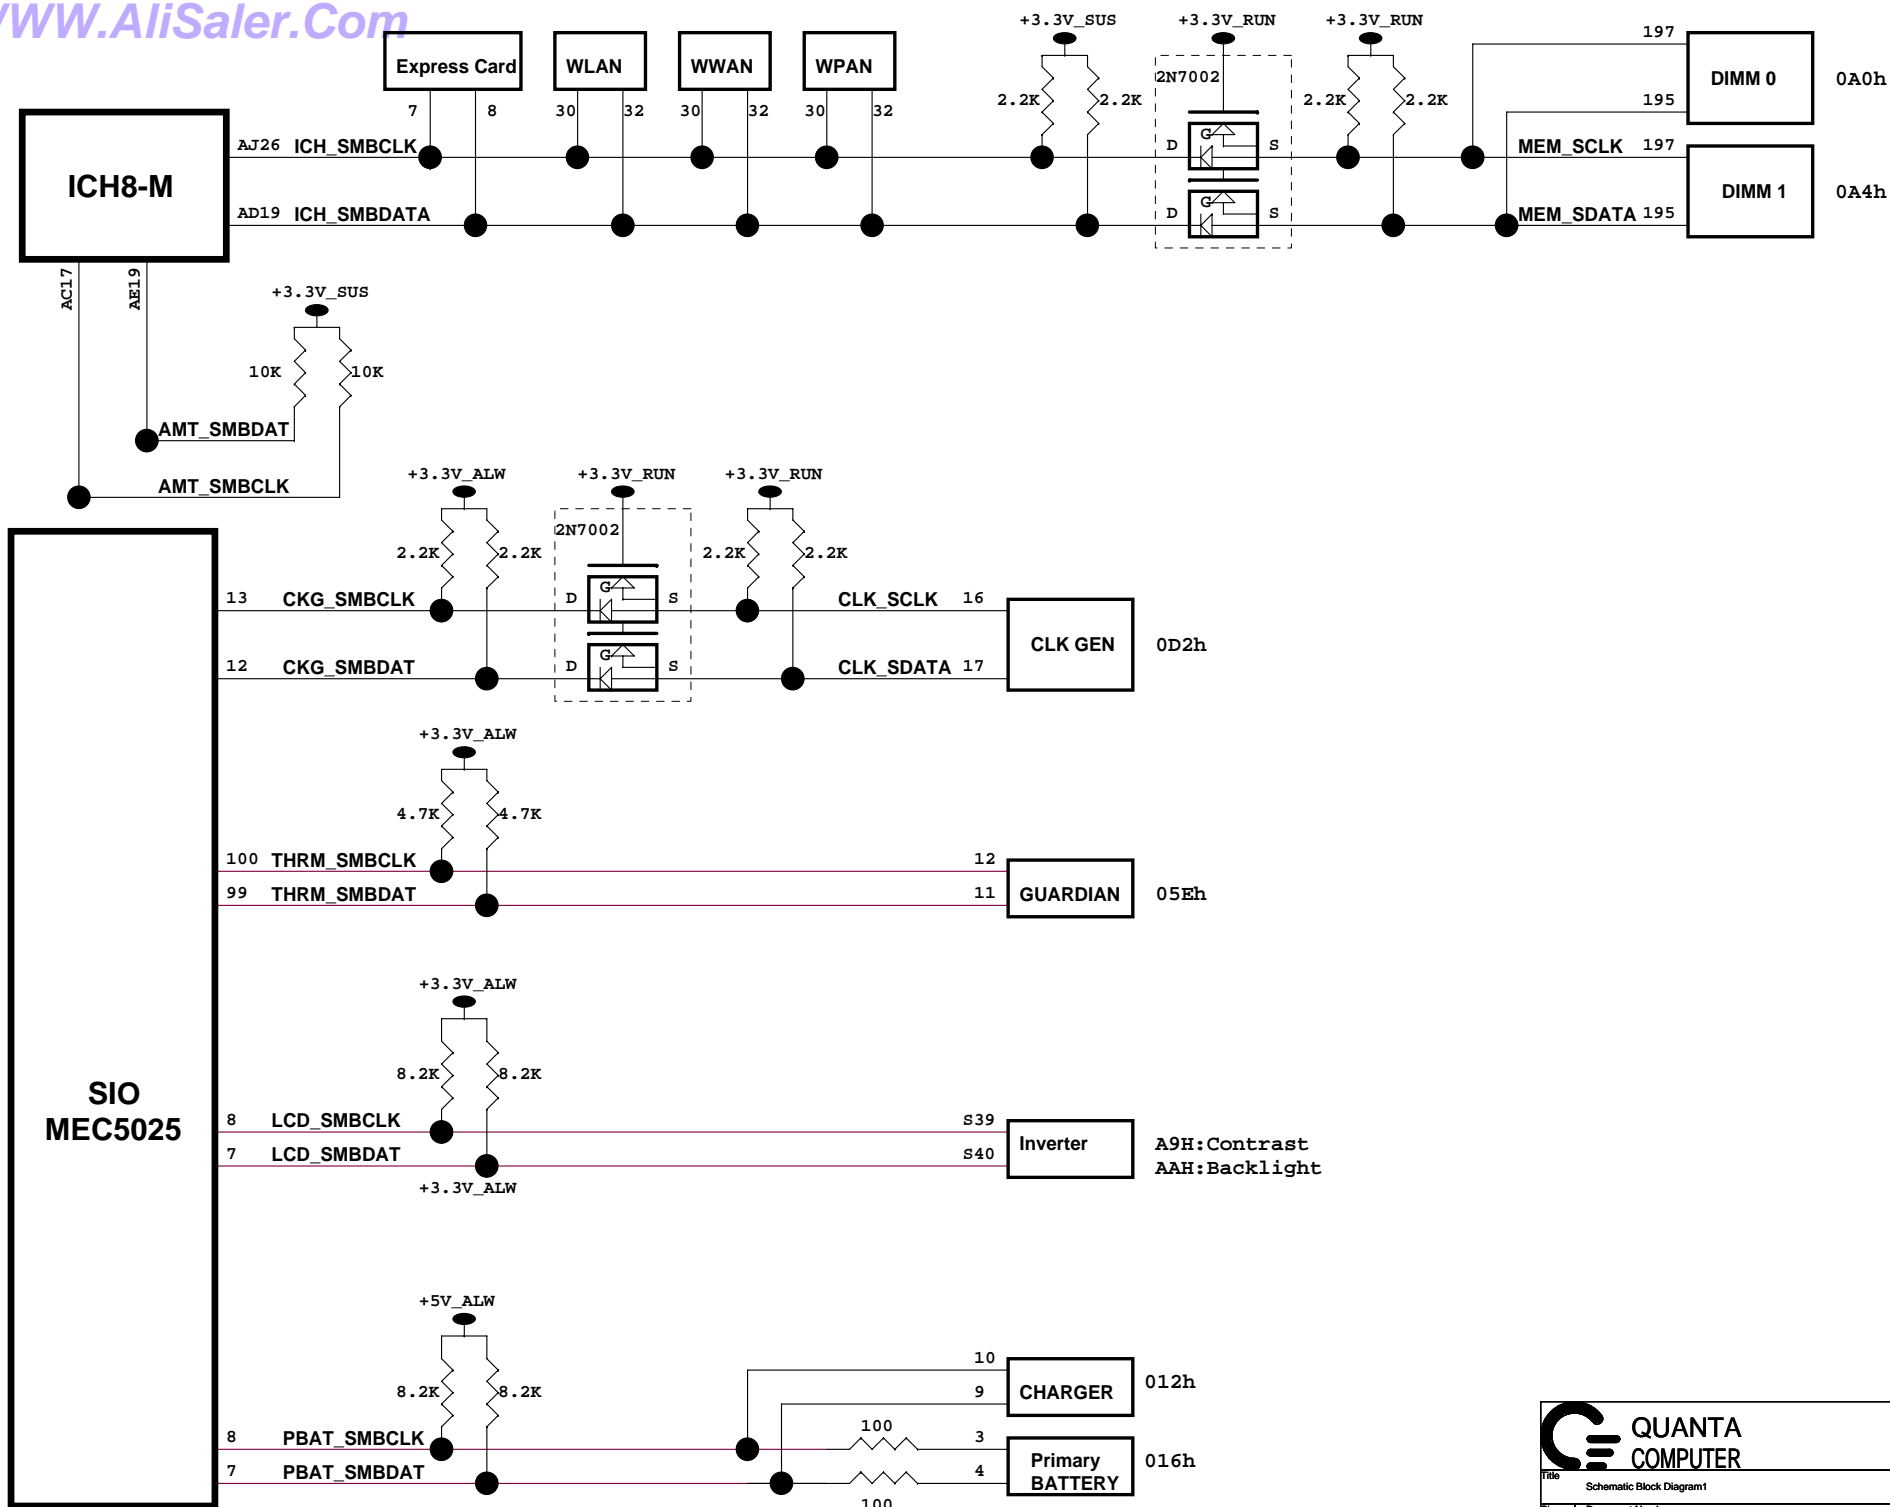 WWW.AliSaler.Com
+3.3V_SUS +3.3V_RUN +3.3V_RUN
Express Card WLAN WWAN WPAN
7 8 30 32 30 32 30 32
2N7002
2.2K 2.2K 2.2K 2.2K
197
195
DIMM 0 0A0h
ICH8-M
AJ26 ICH_SMBCLK
D G S
MEM_SCLK 197
AD19 ICH_SMBDATA
D G S
MEM_SDATA 195
DIMM 1 0A4h
AC17 AE19
+3.3V_SUS
10K 10K
AMT_SMBDAT
AMT_SMBCLK
+3.3V_ALW +3.3V_RUN +3.3V_RUN
2N7002
2.2K 2.2K 2.2K 2.2K
13 CKG_SMBCLK D G S CLK_SCLK 16
12 CKG_SMBDAT D G S CLK_SDATA 17
CLK GEN 0D2h
+3.3V_ALW
4.7K 4.7K
100 THRM_SMBCLK 12
99 THRM_SMBDAT 11
GUARDIAN 05Eh
+3.3V_ALW
8.2K 8.2K
SIO
MEC5025
8 LCD_SMBCLK S39
7 LCD_SMBDAT S40
+3.3V_ALW
Inverter
A9H:Contrast
AAH:Backlight
+5V_ALW
8.2K 8.2K
10
9
CHARGER 012h
8 PBAT_SMBCLK 100 3
7 PBAT_SMBDAT 100 4
Primary
BATTERY
016h
QUANTA
COMPUTER
Title
Schematic Block Diagram1